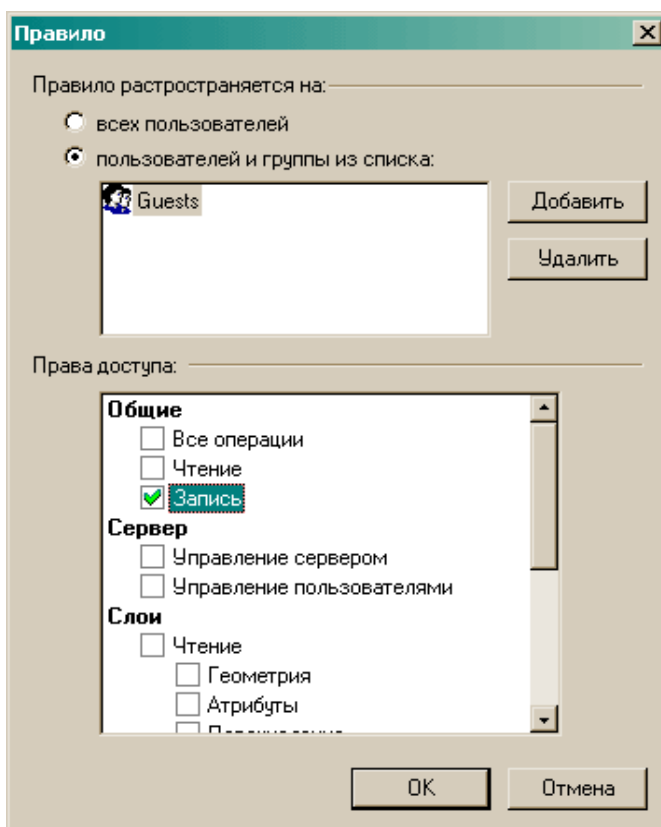 Правило
Правило распространяется на:
всех пользователей
пользователей и группы из списка:
Guests
Добавить
Удалить
Права доступа:
Общие
Все операции
Чтение
Запись
Сервер
Управление сервером
Управление пользователями
Слои
Чтение
Геометрия
Атрибуты
OK
Отмена